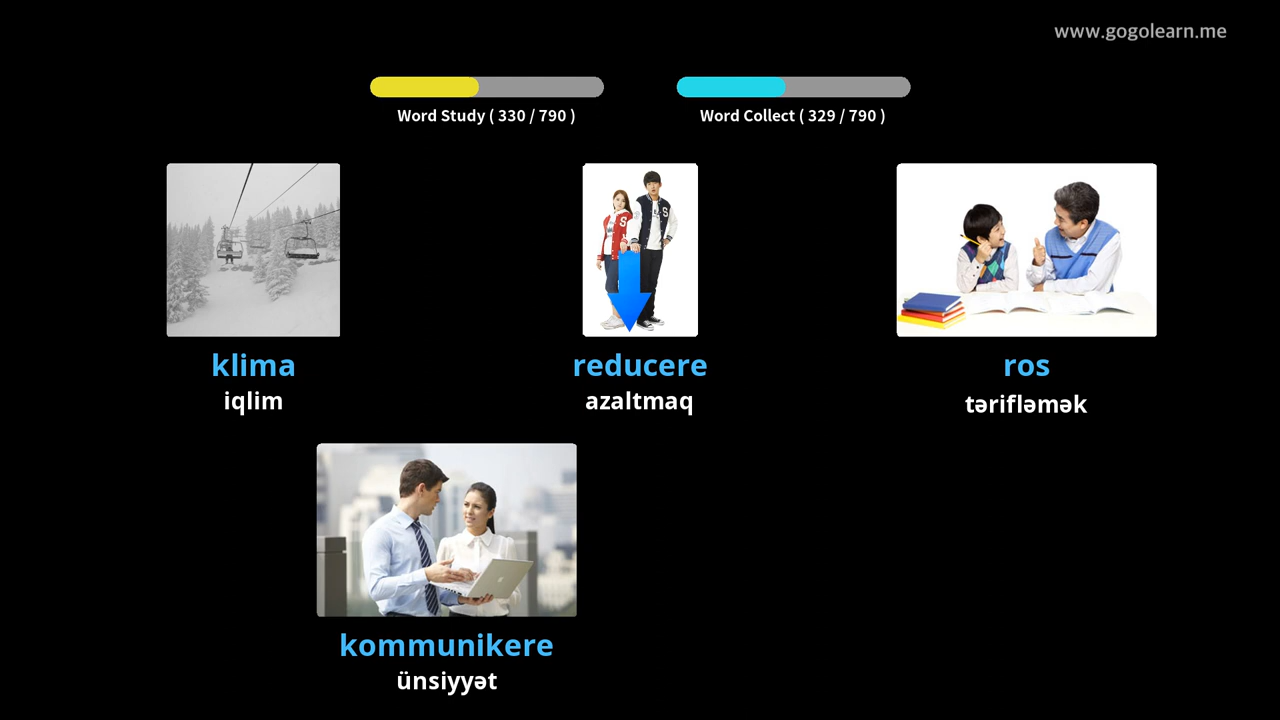 www.gogolearn.me
Word Study ( 330 / 790 )
Word Collect ( 329 / 790 )
klima
iqlim
reducere
azaltmaq
ros
tərifləmək
kommunikere
ünsiyyət